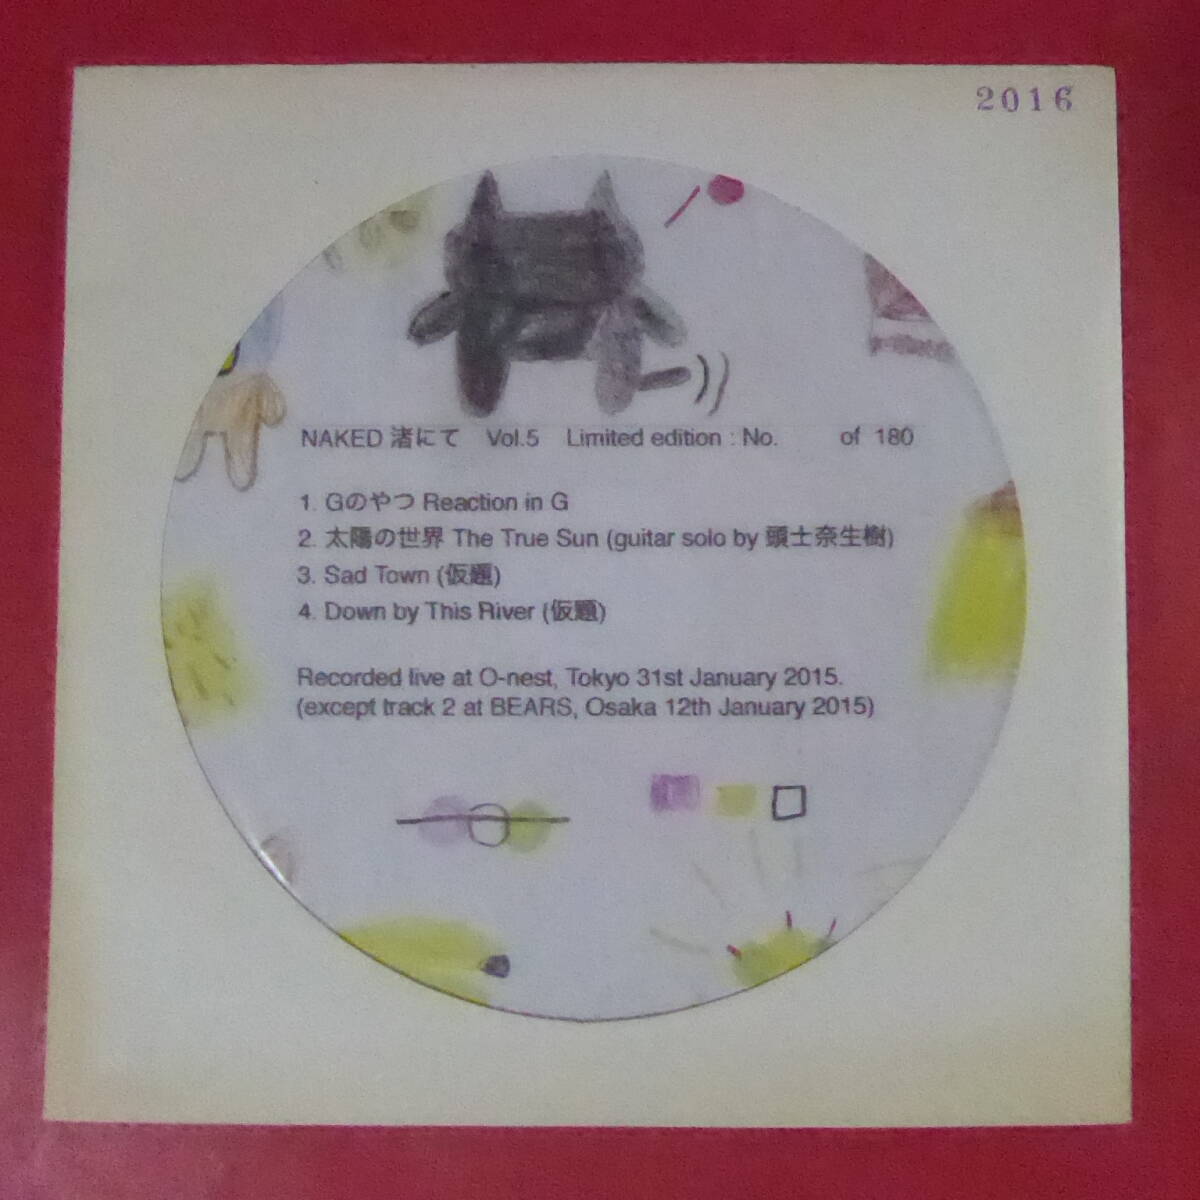 2016
NAKED 渚にて Vol.5 Limited edition : No. of 180
1. Gのやつ Reaction in G
2. 太陽の世界 The True Sun (guitar solo by 頭士奈生樹)
3. Sad Town (仮題)
4. Down by This River (仮題)
Recorded live at O-nest, Tokyo 31st January 2015.
(except track 2 at BEARS, Osaka 12th January 2015)